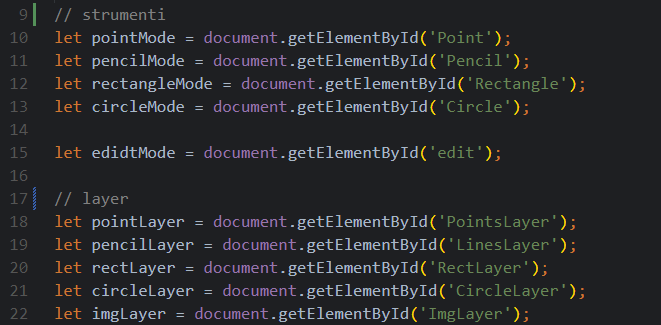 9 // strumenti
10 let pointMode = document.getElementById('Point');
11 let pencilMode = document.getElementById('Pencil');
12 let rectangleMode = document.getElementById('Rectangle');
13 let circleMode = document.getElementById('Circle');
14
15 let edidtMode = document.getElementById('edit');
16
17 // layer
18 let pointLayer = document.getElementById('PointsLayer');
19 let pencilLayer = document.getElementById('LinesLayer');
20 let rectLayer = document.getElementById('RectLayer');
21 let circleLayer = document.getElementById('CircleLayer');
22 let imgLayer = document.getElementById('ImgLayer');